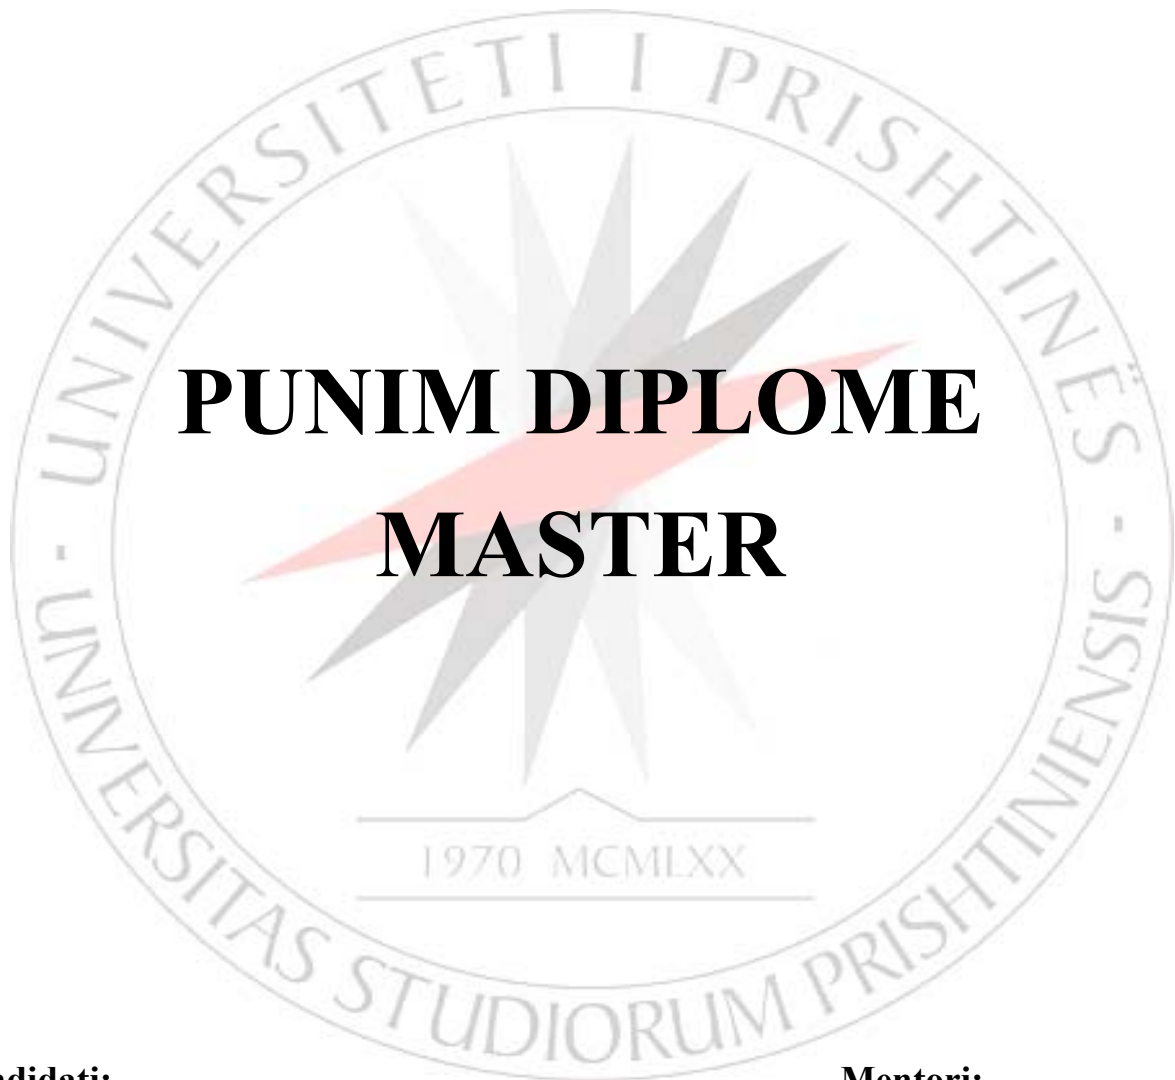 UNIVERSITETI I PRISHTINËS
PUNIM DIPLOME
MASTER
1970 MCMLXX
UNIVERSITAS STUDIORUM PRISHTINIENSIS
Mentori: